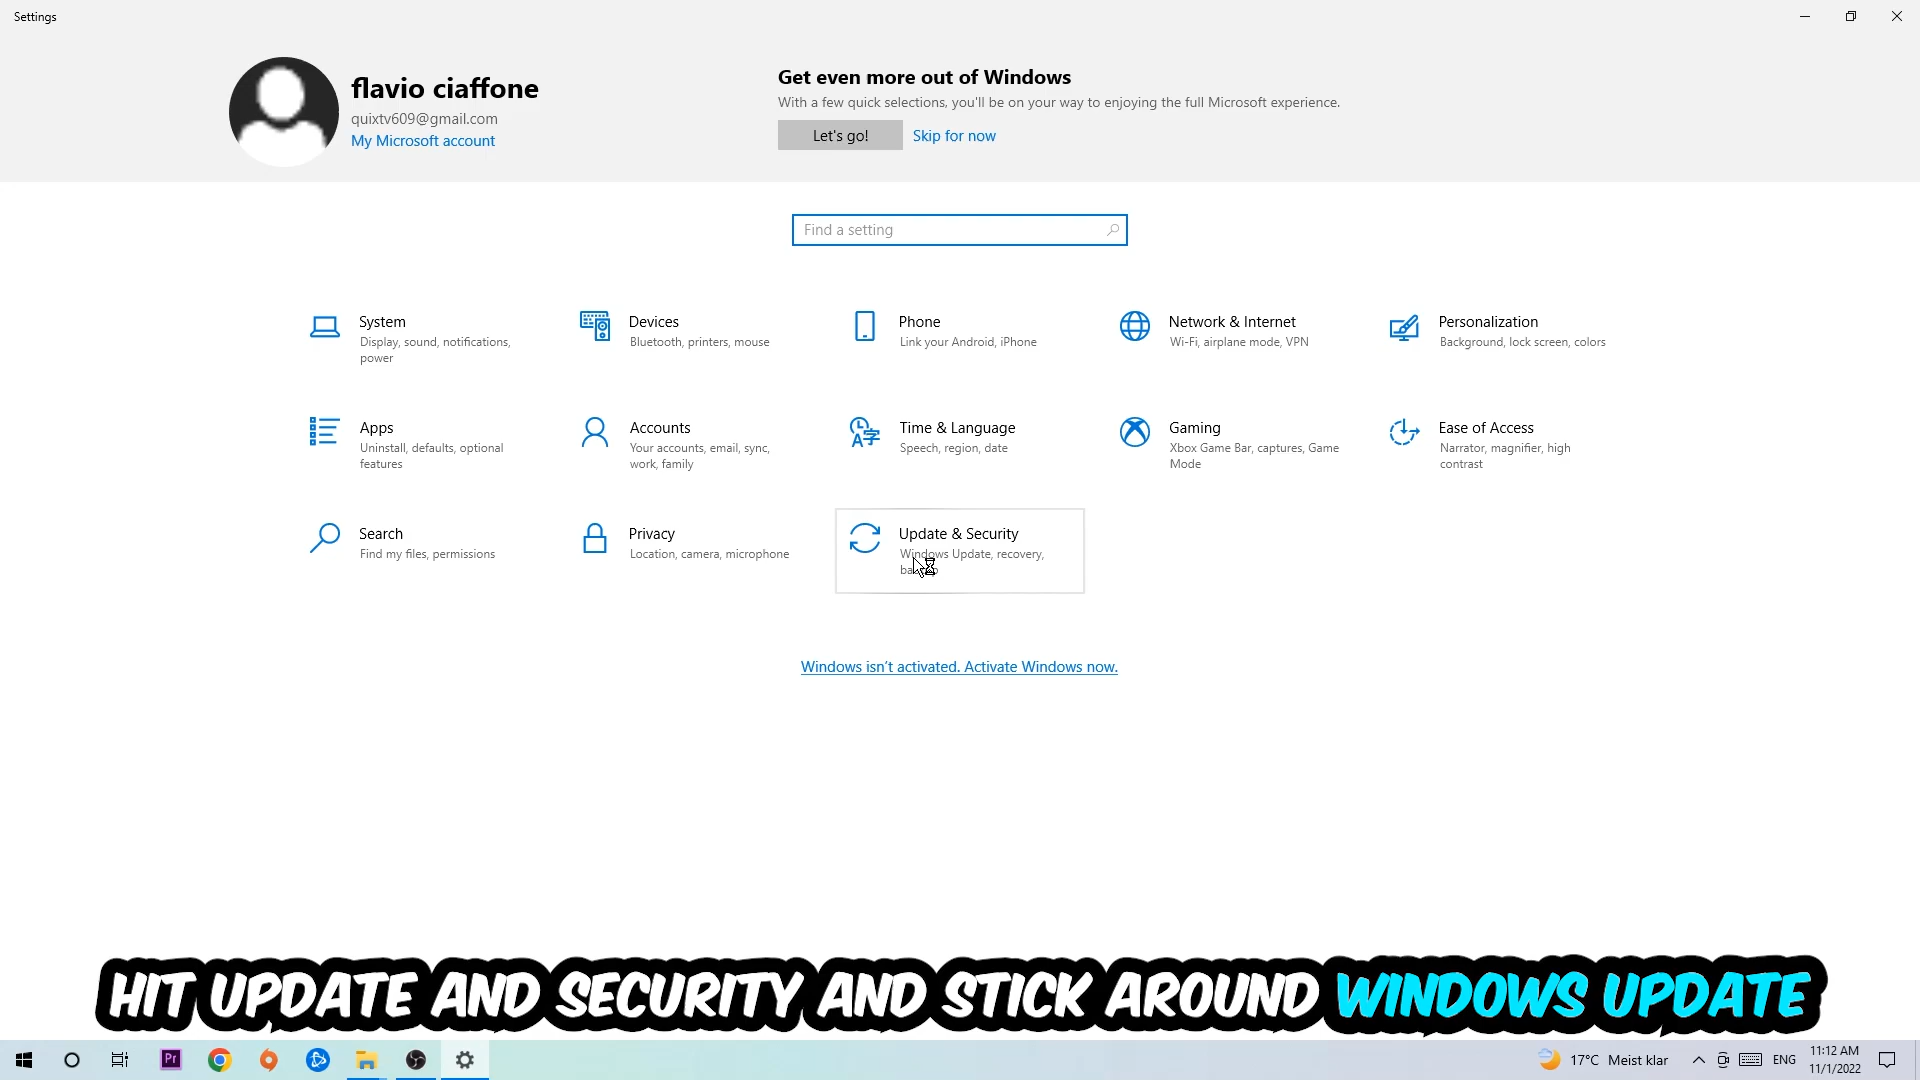 Settings
flavio ciaffone
quixtv609@gmail.com
My Microsoft account
Get even more out of Windows
With a few quick selections, you'll be on your way to enjoying the full Microsoft experience.
Let's go!
Skip for now
Find a setting
System
Display, sound, notifications,
power
Devices
Bluetooth, printers, mouse
Phone
Link your Android, iPhone
Network & Internet
Wi-Fi, airplane mode, VPN
Personalization
Background, lock screen, colors
Apps
Uninstall, defaults, optional
features
Accounts
Your accounts, email, sync,
work, family
Time & Language
Speech, region, date
Gaming
Xbox Game Bar, captures, Game
Mode
Ease of Access
Narrator, magnifier, high
contrast
Search
Find my files, permissions
Privacy
Location, camera, microphone
Update & Security
Windows Update, recovery,
Windows isn't activated. Activate Windows now.
HIT UPDATE AND SECURITY AND STICK AROUND WINDOWS UPDATE
Pr
17°C Meist klar
ENG
11:12 AM
11/1/2022